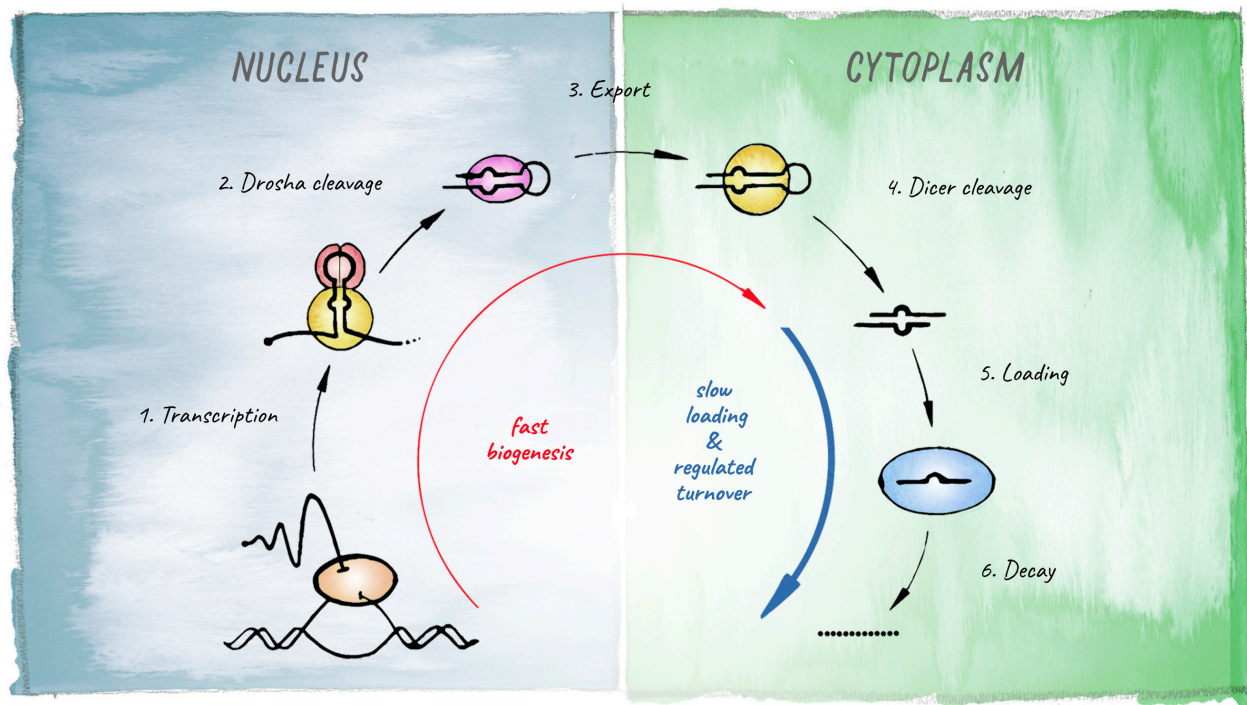 NUCLEUS
CYTOPLASM
3. Export
2. Drosha cleavage
4. Dicer cleavage
1. Transcription
5. Loading
fast
biogenesis
slow
loading
&
regulated
turnover
6. Decay